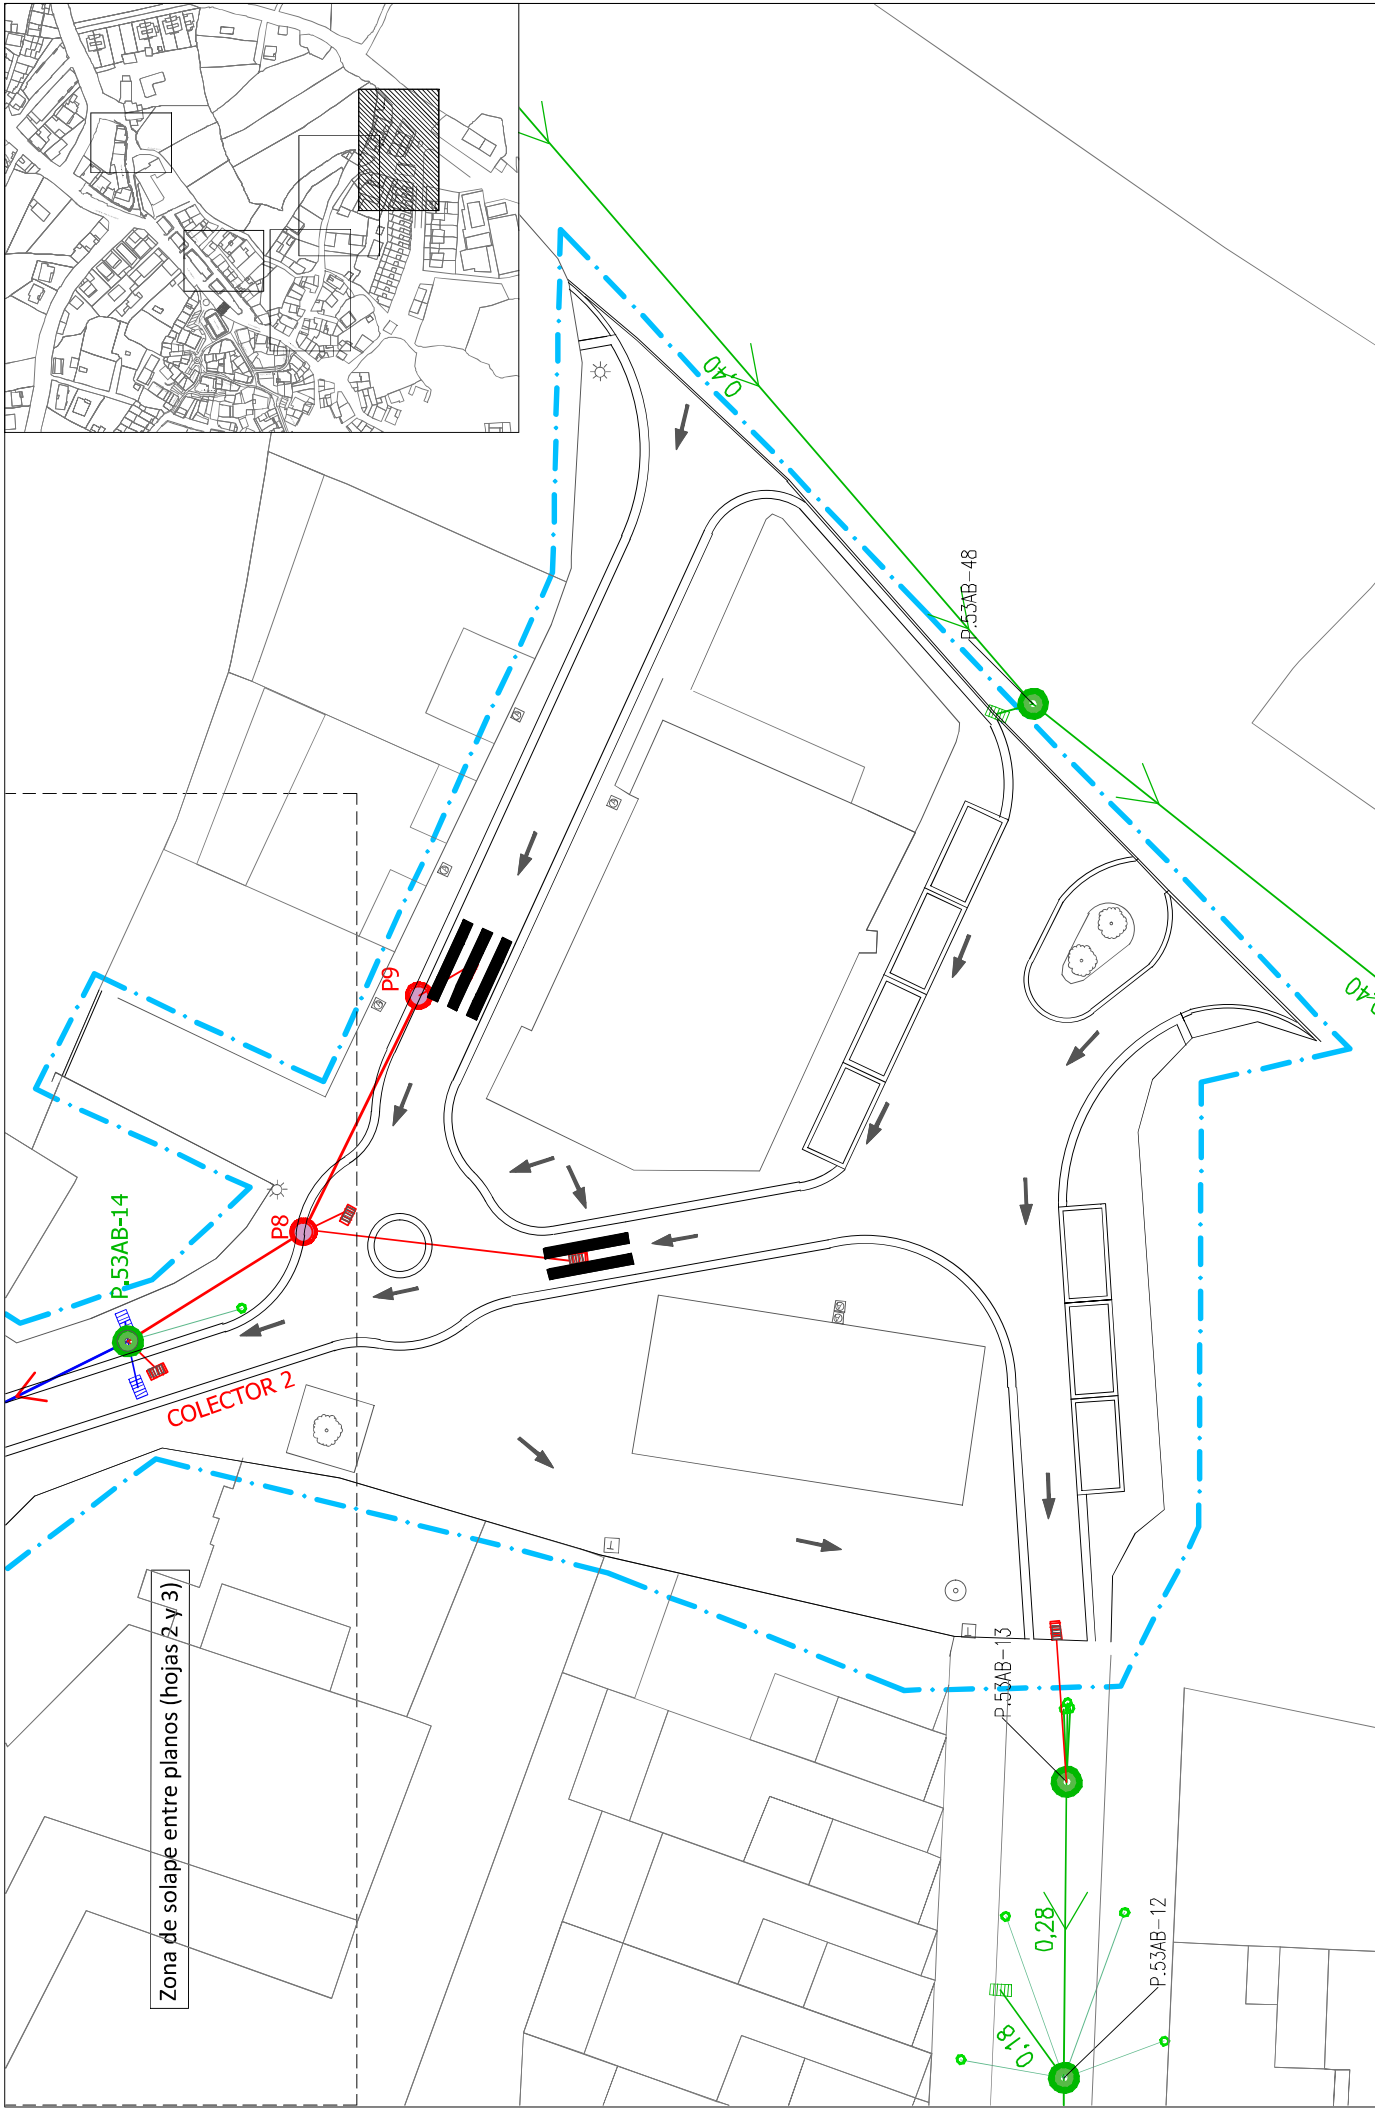 0,40
P.53AB-48
P9
0,40
P8
P.53AB-14
COLECTOR 2
Zona de solape entre planos (hojas 2 y 3)
P.53AB-13
0,28
P.53AB-12
0,18